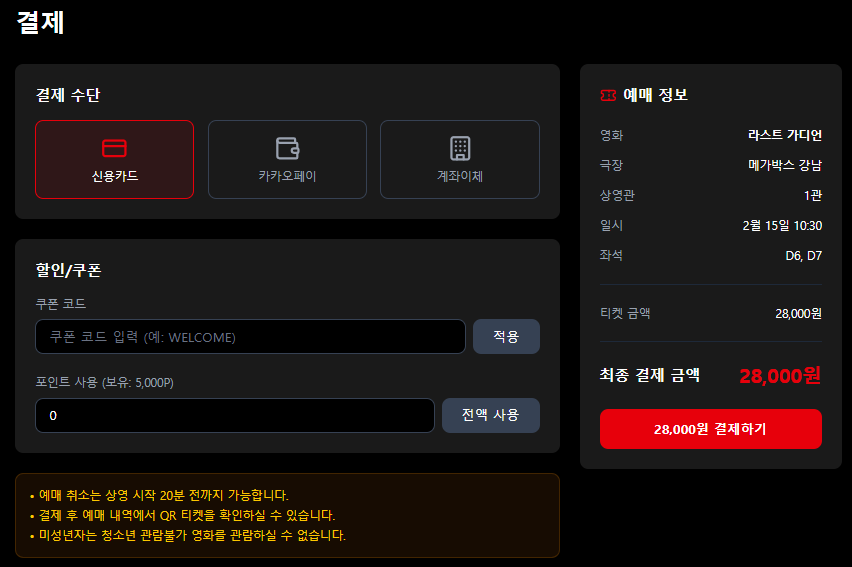 결제
결제 수단
신용카드
카카오페이
계좌이체
할인/쿠폰
쿠폰 코드
쿠폰 코드 입력 (예: WELCOME)
적용
포인트 사용 (보유: 5,000P)
0
전액 사용
• 예매 취소는 상영 시작 20분 전까지 가능합니다.
• 결제 후 예매 내역에서 QR 티켓을 확인하실 수 있습니다.
• 미성년자는 청소년 관람불가 영화를 관람하실 수 없습니다.
예매 정보
영화 라스트 가디언
극장 메가박스 강남
상영관 1관
일시 2월 15일 10:30
좌석 D6, D7
티켓 금액 28,000원
최종 결제 금액 28,000원
28,000원 결제하기